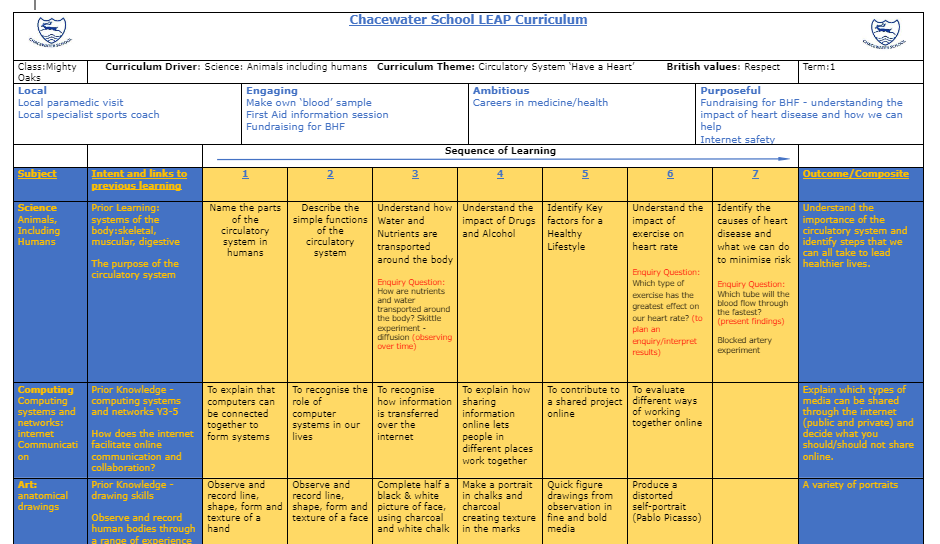 Chacewater School LEAP Curriculum
CHACEWATER SCHOOL
CHACEWATER SCHOOL
Class:Mighty
Oaks
Curriculum Driver: Science: Animals including humans Curriculum Theme: Circulatory System ‘Have a Heart’ British values: Respect
Term:1
Local
Local paramedic visit
Local specialist sports coach
Engaging
Make own ‘blood’ sample
First Aid information session
Fundraising for BHF
Ambitious
Careers in medicine/health
Purposeful
Fundraising for BHF - understanding the
impact of heart disease and how we can
help
Internet safety
Sequence of Learning
Subject
Intent and links to
previous learning
1
2
3
4
5
6
7
Outcome/Composite
Science
Animals,
Including
Humans
Prior Learning:
systems of the
body:skeletal,
muscular, digestive
The purpose of the
circulatory system
Name the parts
of the
circulatory
system in
humans
Describe the
simple functions
of the
circulatory
system
Understand how
Water and
Nutrients are
transported
around the body
Enquiry Question:
How are nutrients
and water
transported around
the body? Skittle
experiment -
diffusion (observing
over time)
Understand the
impact of Drugs
and Alcohol
Identify Key
factors for a
Healthy
Lifestyle
Understand the
impact of
exercise on
heart rate
Enquiry Question:
Which type of
exercise has the
greatest effect on
our heart rate? (to
plan an
enquiry/interpret
results)
Identify the
causes of heart
disease and
what we can do
to minimise risk
Enquiry Question:
Which tube will the
blood flow through
the fastest?
(present findings)
Blocked artery
experiment
Understand the
importance of the
circulatory system and
identify steps that we
can all take to lead
healthier lives.
Computing
Computing
systems and
networks:
internet
Communicati
on
Prior Knowledge -
computing systems
and networks Y3-5
How does the internet
facilitate online
communication and
collaboration?
To explain that
computers can
be connected
together to
form systems
To recognise the
role of
computer
systems in our
lives
To recognise
how information
is transferred
over the
internet
To explain how
sharing
information
online lets
people in
different places
work together
To contribute to
a shared project
online
To evaluate
different ways
of working
together online
Explain which types of
media can be shared
through the internet
(public and private) and
decide what you
should/should not share
online.
Art:
anatomical
drawings
Prior Knowledge -
drawing skills
Observe and record
human bodies through
a range of experience
Observe and
record line,
shape, form and
texture of a
hand
Observe and
record line,
shape, form and
texture of a face
Complete half a
black & white
picture of face,
using charcoal
and white chalk
Make a portrait
in chalks and
charcoal
creating texture
in the marks
Quick figure
drawings from
observation in
fine and bold
media
Produce a
distorted
self-portrait
(Pablo Picasso)
A variety of portraits